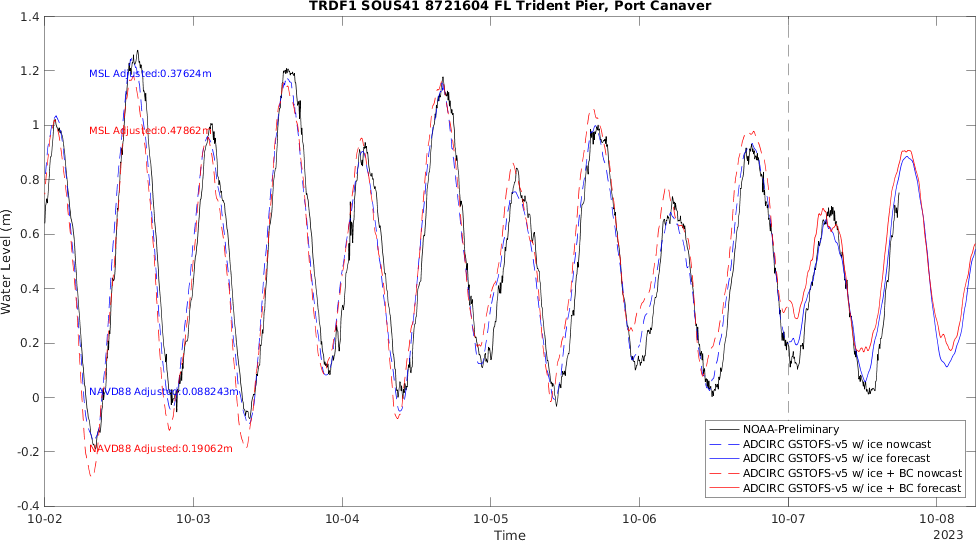 TRDF1 SOUS41 8721604 FL Trident Pier, Port Canaver
1.4
1.2
1
0.8
0.6
0.4
0.2
0
-0.2
-0.4
Water Level (m)
MSL Adjusted:0.37624m
MSL Adjusted:0.47862m
NAVD88 Adjusted:0.088243m
NAVD88 Adjusted:0.19062m
NOAA-Preliminary
ADCIRC GSTOFS-v5 w/ ice nowcast
ADCIRC GSTOFS-v5 w/ ice forecast
ADCIRC GSTOFS-v5 w/ ice + BC nowcast
ADCIRC GSTOFS-v5 w/ ice + BC forecast
10-02 10-03 10-04 10-05 10-06 10-07 10-08
Time
2023